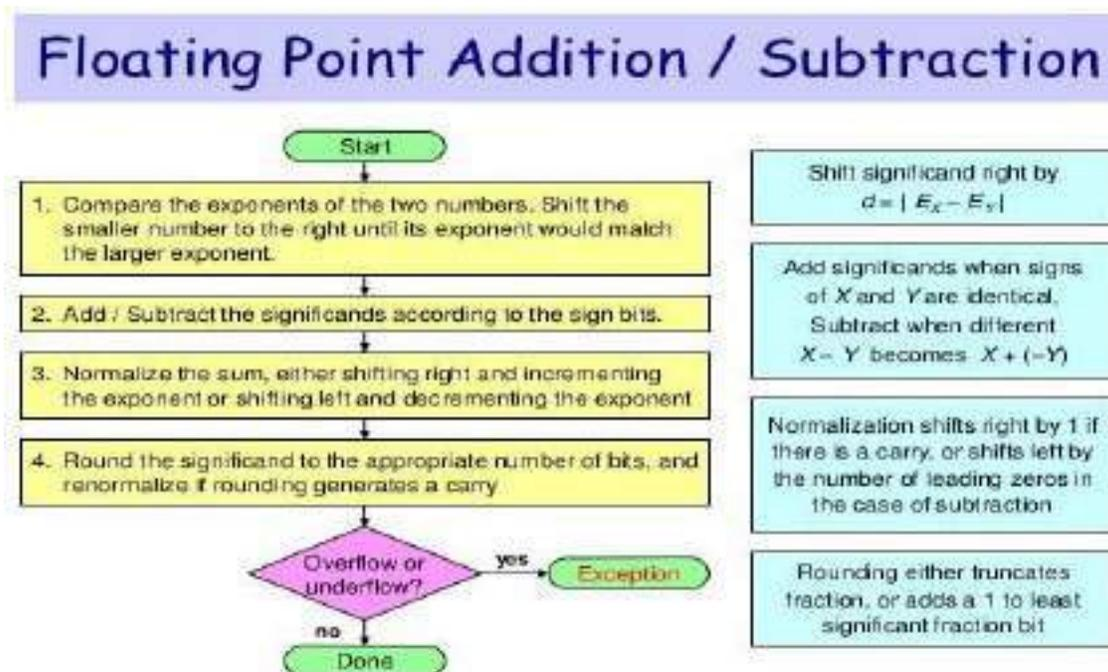 Floating Point Addition / Subtraction
Start
1. Compare the exponents of the two numbers. Shift the
smaller number to the right until its exponent would match
the larger exponent.
2. Add / Subtract the significands according to the sign bits.
3. Normalize the sum, either shifting right and incrementing
the exponent or shifting left and decrementing the exponent
4. Round the significand to the appropriate number of bits, and
renormalize if rounding generates a carry
Overflow or
underflow?
yes
Exception
no
Done
Shift significand right by
d = | EX − EY |
Add significands when signs
of X and Y are identical,
Subtract when different
X − Y becomes X + (−Y)
Normalization shifts right by 1 if
there is a carry, or shifts left by
the number of leading zeros in
the case of subtraction
Rounding either truncates
fraction, or adds a 1 to least
significant fraction bit